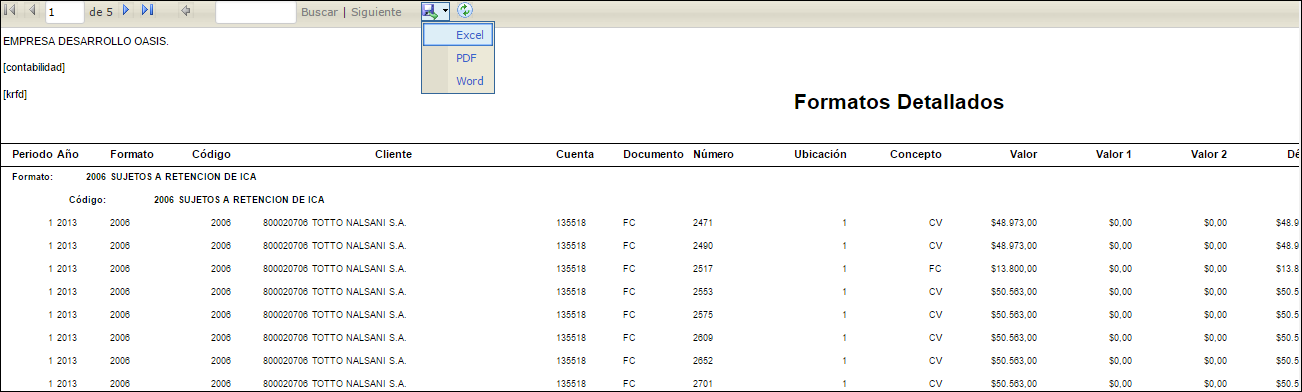 1 de 5 Buscar | Siguiente
Excel
PDF
Word
EMPRESA DESARROLLO OASIS.
[contabilidad]
[krfd]
Formatos Detallados
Periodo Año Formato Código Cliente Cuenta Documento Número Ubicación Concepto Valor Valor 1 Valor 2 Dé
Formato: 2006 SUJETOS A RETENCION DE ICA
Código: 2006 SUJETOS A RETENCION DE ICA
1 2013 2006 2006 800020706 TOTTO NALSANI S.A. 135518 FC 2471 1 CV $48.973,00 $0,00 $0,00 $48.9
1 2013 2006 2006 800020706 TOTTO NALSANI S.A. 135518 FC 2490 1 CV $48.973,00 $0,00 $0,00 $48.9
1 2013 2006 2006 800020706 TOTTO NALSANI S.A. 135518 FC 2517 1 FC $13.800,00 $0,00 $0,00 $13.8
1 2013 2006 2006 800020706 TOTTO NALSANI S.A. 135518 FC 2553 1 CV $50.563,00 $0,00 $0,00 $50.5
1 2013 2006 2006 800020706 TOTTO NALSANI S.A. 135518 FC 2575 1 CV $50.563,00 $0,00 $0,00 $50.5
1 2013 2006 2006 800020706 TOTTO NALSANI S.A. 135518 FC 2609 1 CV $50.563,00 $0,00 $0,00 $50.5
1 2013 2006 2006 800020706 TOTTO NALSANI S.A. 135518 FC 2652 1 CV $50.563,00 $0,00 $0,00 $50.5
1 2013 2006 2006 800020706 TOTTO NALSANI S.A. 135518 FC 2701 1 CV $50.563,00 $0,00 $0,00 $50.5